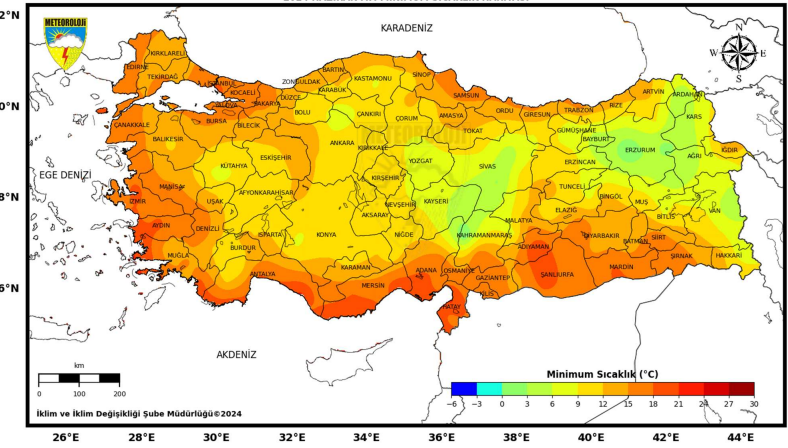 METEOROLOJİ
KARADENİZ
EGE DENİZİ
AKDENİZ
N
W
E
S
KIRKLARELİ
EDİRNE
TEKİRDAĞ
İSTANBUL
KOCAELİ
YALOVA
SAKARYA
DÜZCE
ZONGULDAK
BARTIN
KARABÜK
KASTAMONU
SİNOP
SAMSUN
ORDU
GİRESUN
TRABZON
RİZE
ARTVİN
ARDAHAN
KARS
IĞDIR
AĞRI
ERZURUM
BAYBURT
GÜMÜŞHANE
ERZİNCAN
TUNCELİ
BİNGÖL
MUŞ
BİTLİS
VAN
HAKKARİ
ŞIRNAK
SİİRT
BATMAN
MARDİN
DİYARBAKIR
ELAZIĞ
MALATYA
ADIYAMAN
ŞANLIURFA
GAZİANTEP
KİLİS
HATAY
OSMANİYE
ADANA
KAHRAMANMARAŞ
KAYSERİ
SİVAS
TOKAT
AMASYA
ÇORUM
ÇANKIRI
ANKARA
KIRIKKALE
YOZGAT
KIRŞEHİR
NEVŞEHİR
AKSARAY
NİĞDE
KONYA
KARAMAN
MERSİN
ANTALYA
ISPARTA
BURDUR
DENİZLİ
MUĞLA
AYDIN
İZMİR
MANİSA
UŞAK
AFYONKARAHİSAR
KÜTAHYA
ESKİŞEHİR
BİLECİK
BURSA
BALIKESİR
ÇANAKKALE
BOLU
METEOROLOJİ
km
0 100 200
İklim ve İklim Değişikliği Şube Müdürlüğü©2024
Minimum Sıcaklık (°C)
−6 −3 0 3 6 9 12 15 18 21 24 27 30
26°E 28°E 30°E 32°E 34°E 36°E 38°E 40°E 42°E 44°E